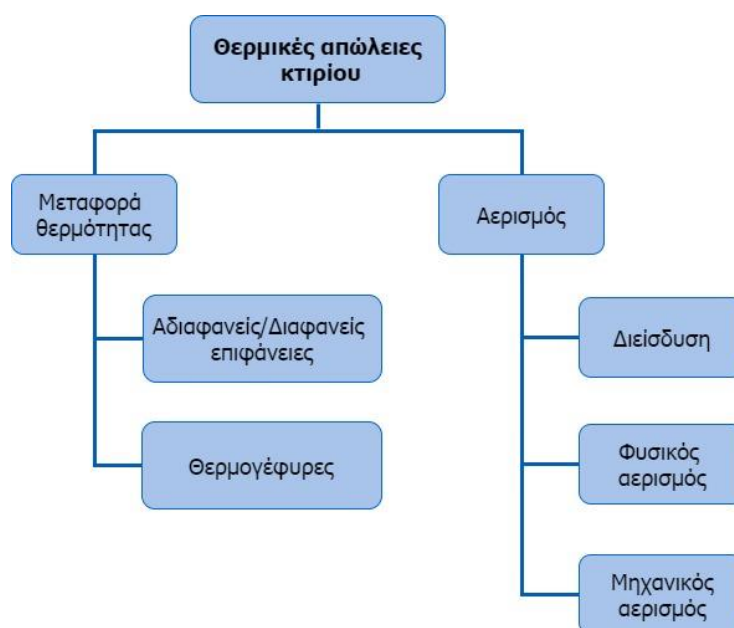 Θερμικές απώλειες
κτιρίου
Μεταφορά
θερμότητας
Αερισμός
Αδιαφανείς/Διαφανείς
επιφάνειες
Διείσδυση
Θερμογέφυρες
Φυσικός
αερισμός
Μηχανικός
αερισμός